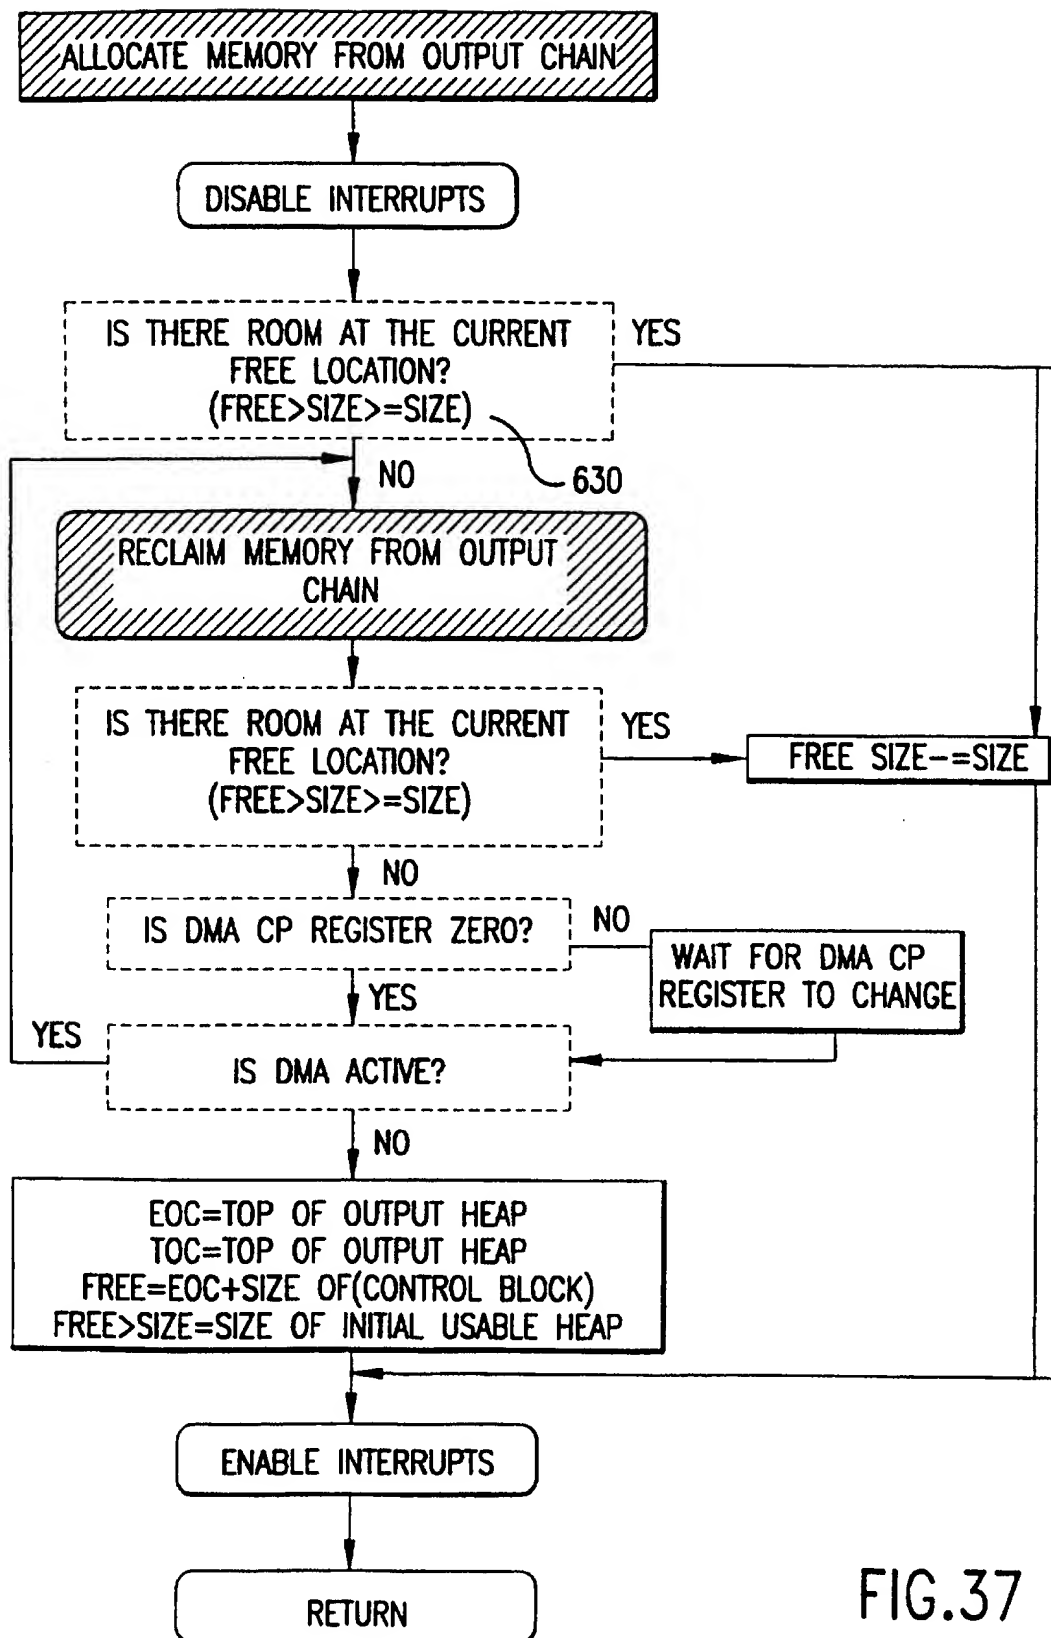 ALLOCATE MEMORY FROM OUTPUT CHAIN
DISABLE INTERRUPTS
IS THERE ROOM AT THE CURRENT
FREE LOCATION?
(FREE>SIZE>=SIZE)
YES
NO
630
RECLAIM MEMORY FROM OUTPUT
CHAIN
IS THERE ROOM AT THE CURRENT
FREE LOCATION?
(FREE>SIZE>=SIZE)
YES
FREE SIZE-=SIZE
NO
IS DMA CP REGISTER ZERO?
NO
WAIT FOR DMA CP
REGISTER TO CHANGE
YES
YES
IS DMA ACTIVE?
NO
EOC=TOP OF OUTPUT HEAP
TOC=TOP OF OUTPUT HEAP
FREE=EOC+SIZE OF(CONTROL BLOCK)
FREE>SIZE=SIZE OF INITIAL USABLE HEAP
ENABLE INTERRUPTS
RETURN
FIG.37